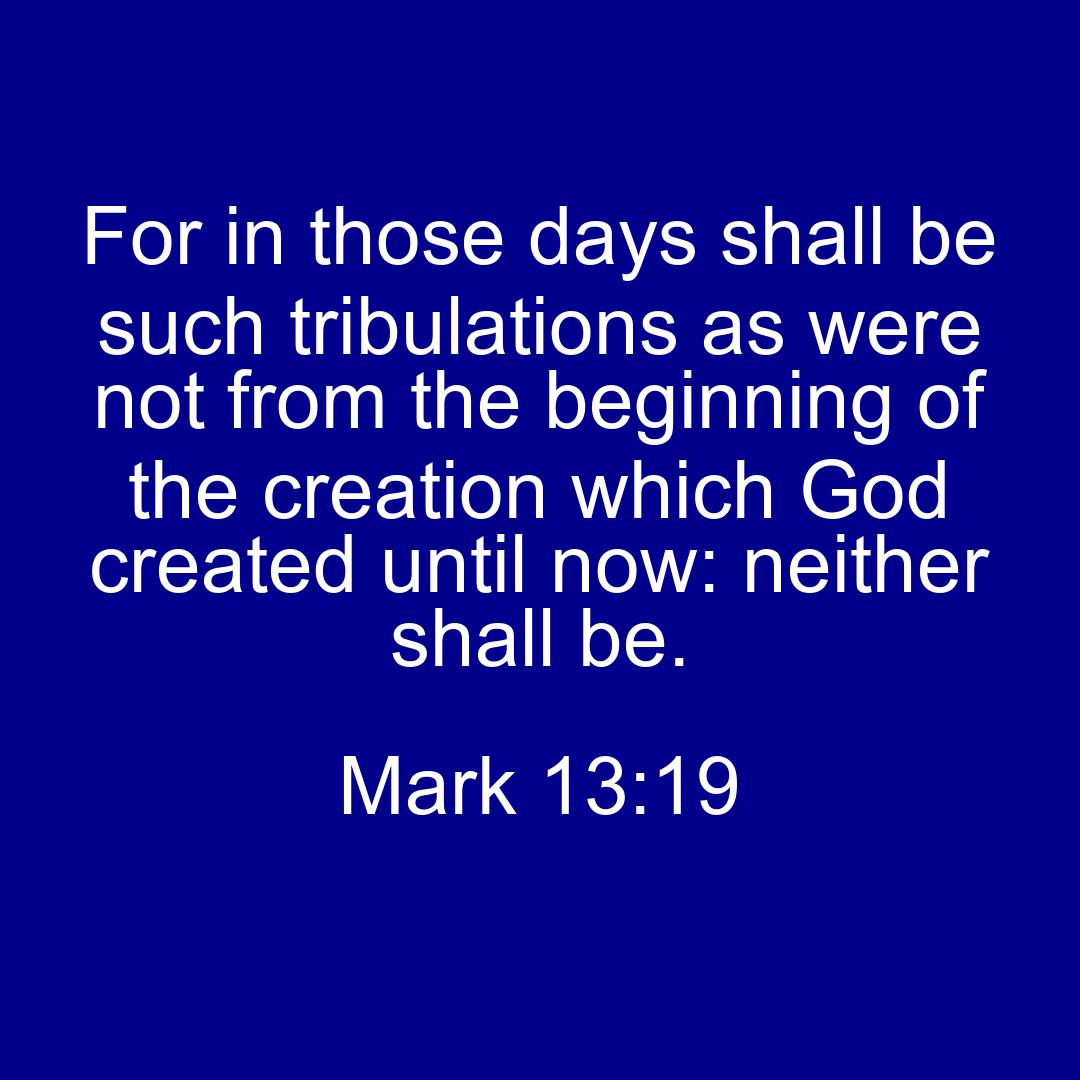 For in those days shall be
such tribulations as were
not from the beginning of
the creation which God
created until now: neither
shall be.
Mark 13:19